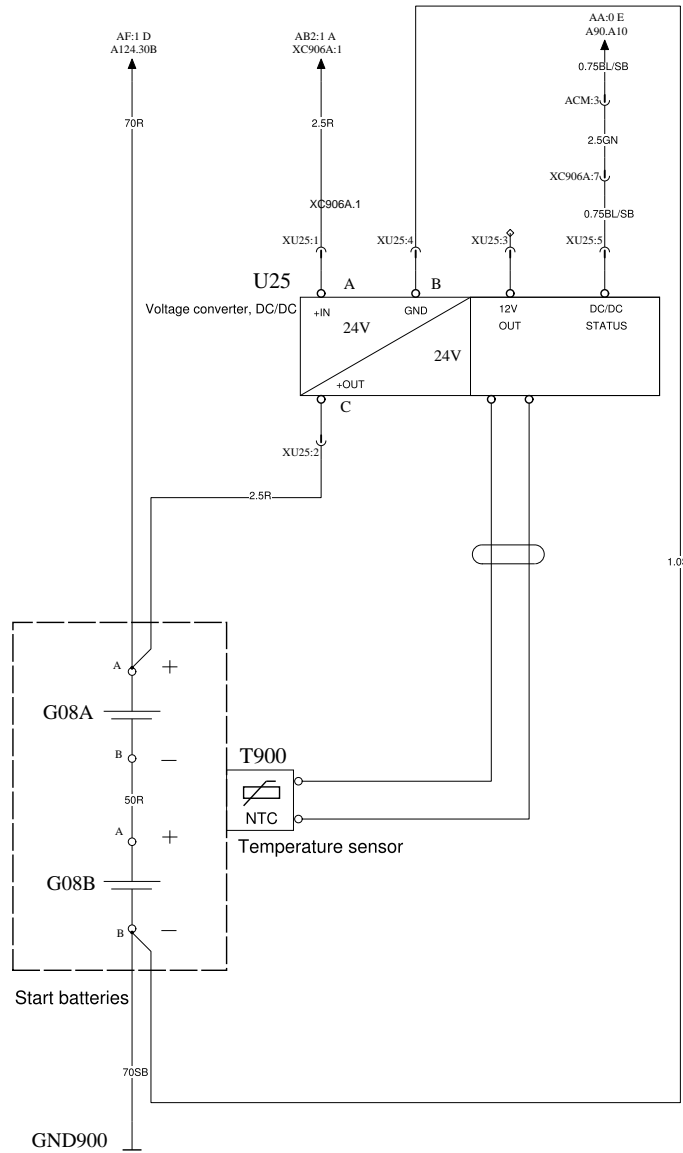 AF:1 D
A124.30B
AB2:1 A
XC906A:1
AA:0 E
A90.A10
0.75BL/SB
ACM:3
70R
2.5R
2.5GN
XC906A:7
XC906A.1
0.75BL/SB
XU25:1
XU25:4
XU25:3
XU25:5
U25
A
B
Voltage converter, DC/DC
+IN
GND
12V
OUT
DC/DC
STATUS
24V
24V
+OUT
C
XU25:2
2.5R
A
+
G08A
B
–
T900
50R
NTC
A
+
Temperature sensor
G08B
B
–
Start batteries
70SB
GND900